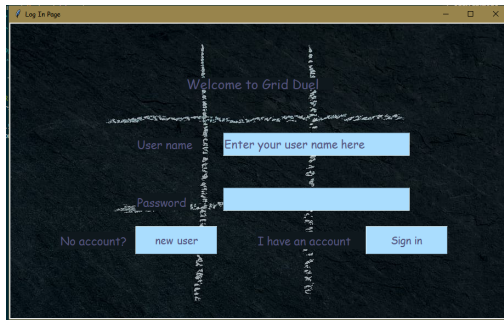 Log In Page
Welcome to Grid Duel
User name Enter your user name here
Password
No account? new user I have an account Sign in